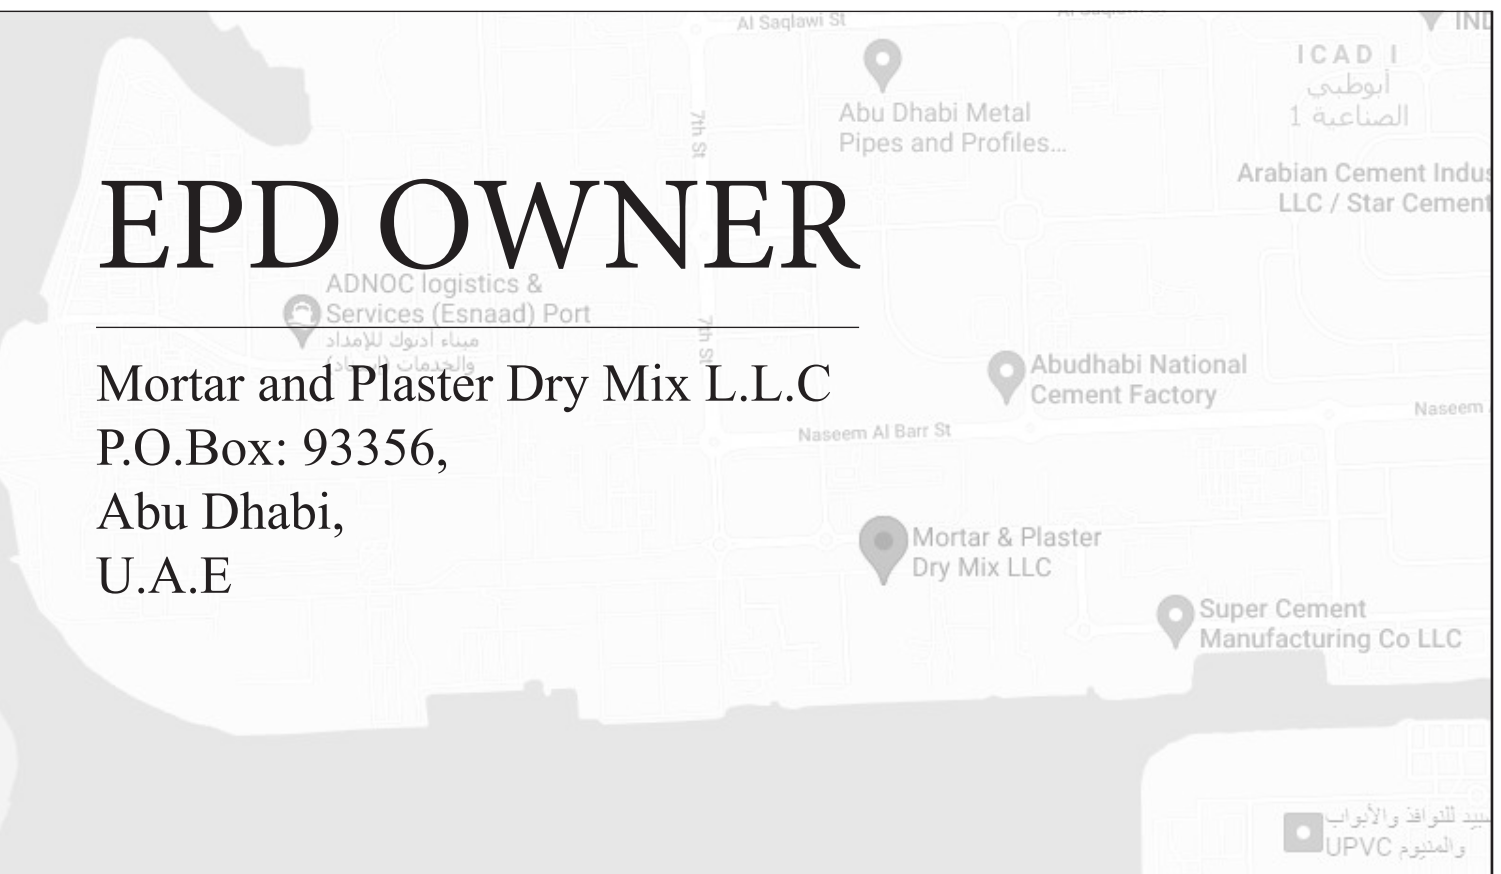 Al Saqlawi St
IND
Abu Dhabi Metal
Pipes and Profiles...
ICAD I
أبوظبي
الصناعية 1
7th St
Arabian Cement Indus
LLC / Star Cement
EPD OWNER
ADNOC logistics &
Services (Esnaad) Port
ميناء أدنوك للإمداد
والخدمات
7th St
Mortar and Plaster Dry Mix L.L.C
P.O.Box: 93356,
Abu Dhabi,
U.A.E
Abudhabi National
Cement Factory
Naseem
Naseem Al Barr St
Mortar & Plaster
Dry Mix LLC
Super Cement
Manufacturing Co LLC
للنوافذ والأبواب
UPVC والمنيوم